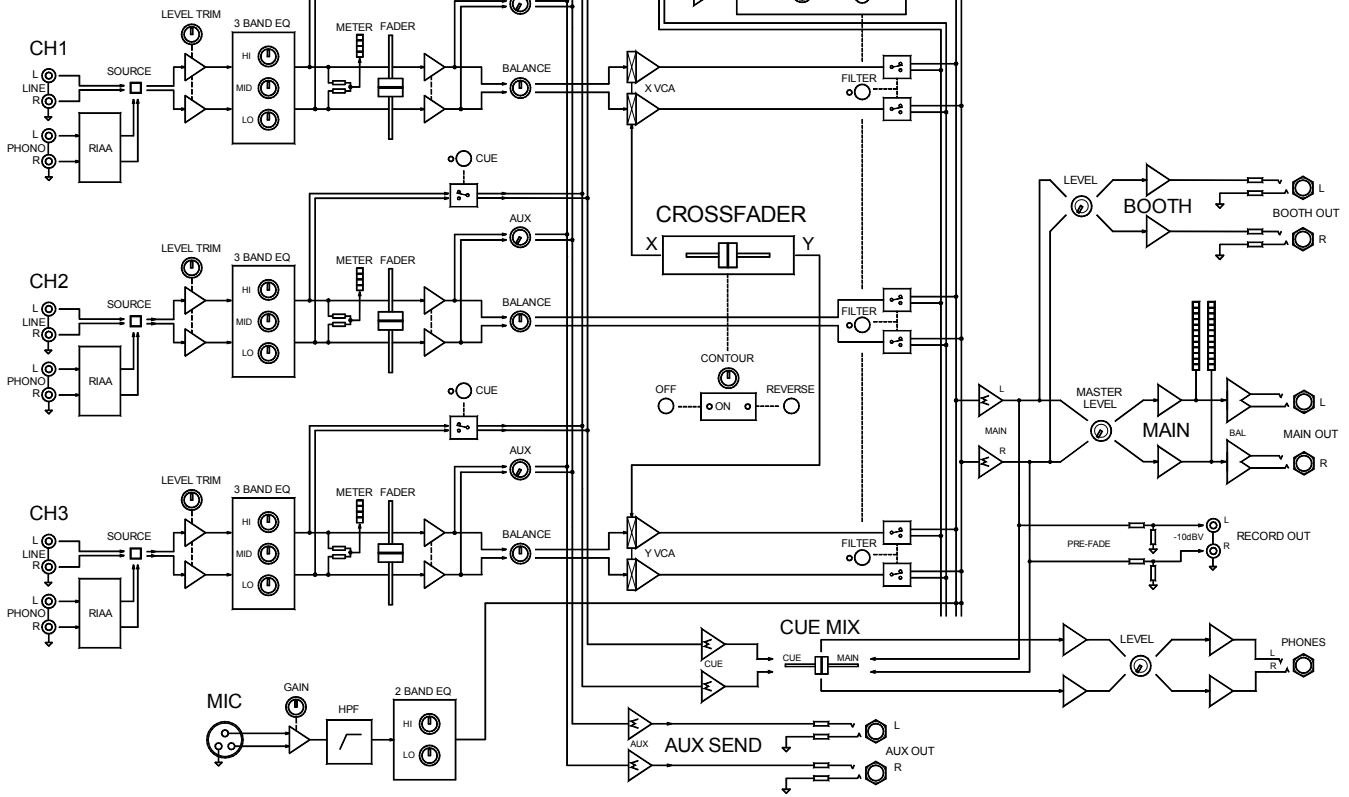 LEVEL TRIM
3 BAND EQ
METER FADER
CH1
SOURCE
L
LINE
R
HI
MID
LO
BALANCE
X VCA
FILTER
L
PHONO
R
RIAA
CUE
AUX
CROSSFADER
X
Y
LEVEL
BOOTH
L
BOOTH OUT
R
LEVEL TRIM
3 BAND EQ
METER FADER
CH2
SOURCE
L
LINE
R
HI
MID
LO
BALANCE
FILTER
L
PHONO
R
RIAA
CONTOUR
OFF
ON
REVERSE
CUE
AUX
L
MAIN
R
MASTER
LEVEL
MAIN
BAL
L
MAIN OUT
R
LEVEL TRIM
3 BAND EQ
METER FADER
CH3
SOURCE
L
LINE
R
HI
MID
LO
BALANCE
Y VCA
FILTER
L
PHONO
R
RIAA
PRE-FADE
-10dBV
L
R
RECORD OUT
CUE MIX
CUE
CUE
MAIN
LEVEL
PHONES
L
R
MIC
GAIN
HPF
2 BAND EQ
HI
LO
AUX
AUX SEND
L
AUX OUT
R